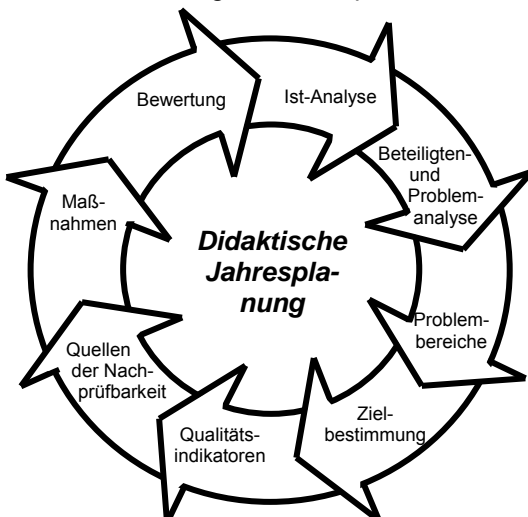 Ist-Analyse
Beteiligten-
und
Problem-
analyse
Problem-
bereiche
Ziel-
bestimmung
Qualitäts-
indikatoren
Quellen
der Nach-
prüfbarkeit
Maß-
nahmen
Bewertung
Didaktische
Jahrespla-
nung